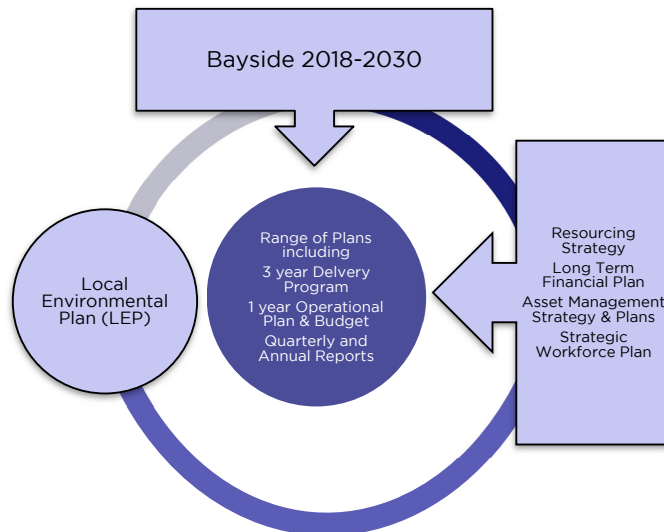 Bayside 2018-2030
Range of Plans
including
3 year Delvery
Program
1 year Operational
Plan & Budget
Quarterly and
Annual Reports
Local
Environmental
Plan (LEP)
Resourcing
Strategy
Long Term
Financial Plan
Asset Management
Strategy & Plans
Strategic
Workforce Plan